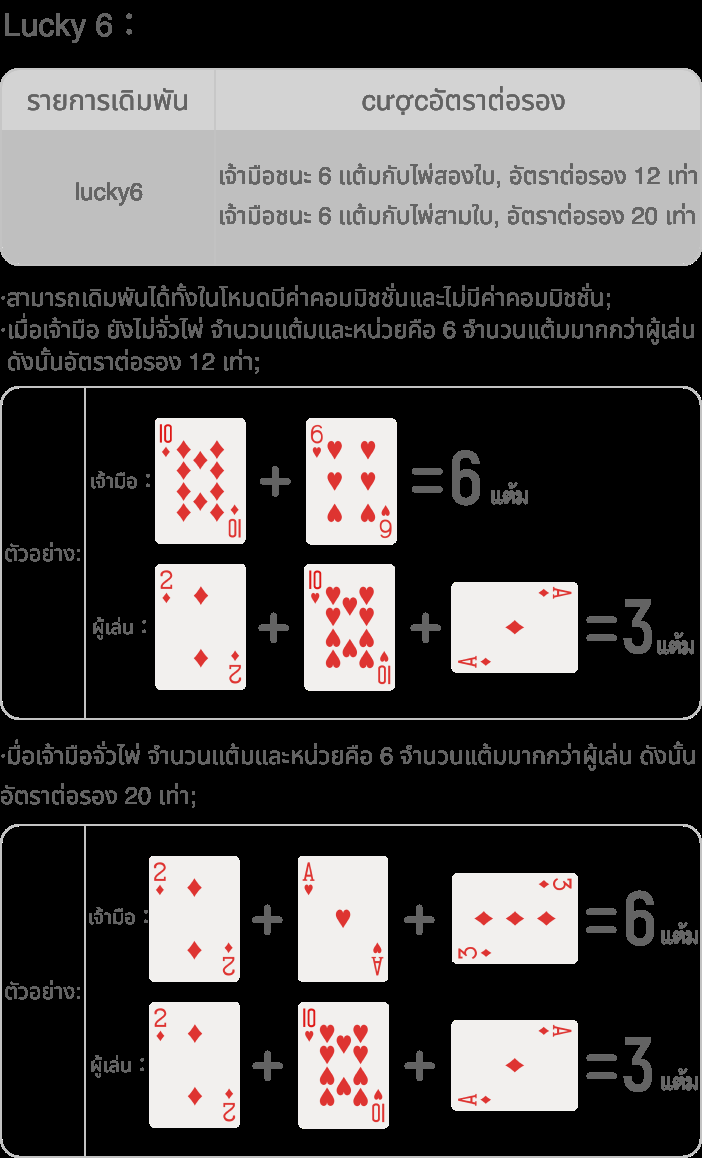 Lucky 6：
รายการเดิมพัน
cượcอัตราต่อรอง
lucky6
เจ้ามือชนะ 6 แต้มกับไพ่สองใบ, อัตราต่อรอง 12 เท่า
เจ้ามือชนะ 6 แต้มกับไพ่สามใบ, อัตราต่อรอง 20 เท่า
·สามารถเดิมพันได้ทั้งในโหมดมีค่าคอมมิชชั่นและไม่มีค่าคอมมิชชั่น;
·เมื่อเจ้ามือ ยังไม่จั่วไพ่ จำนวนแต้มและหน่วยคือ 6 จำนวนแต้มมากกว่าผู้เล่น
ดังนั้นอัตราต่อรอง 12 เท่า;
ตัวอย่าง:
เจ้ามือ：
10 10 + 6 6 =6 แต้ม
ผู้เล่น：
2 2 + 10 10 + A A =3 แต้ม
·มื่อเจ้ามือจั่วไพ่ จำนวนแต้มและหน่วยคือ 6 จำนวนแต้มมากกว่าผู้เล่น ดังนั้น
อัตราต่อรอง 20 เท่า;
ตัวอย่าง:
เจ้ามือ：
2 2 + A A + 3 3 =6 แต้ม
ผู้เล่น：
2 2 + 10 10 + A A =3 แต้ม